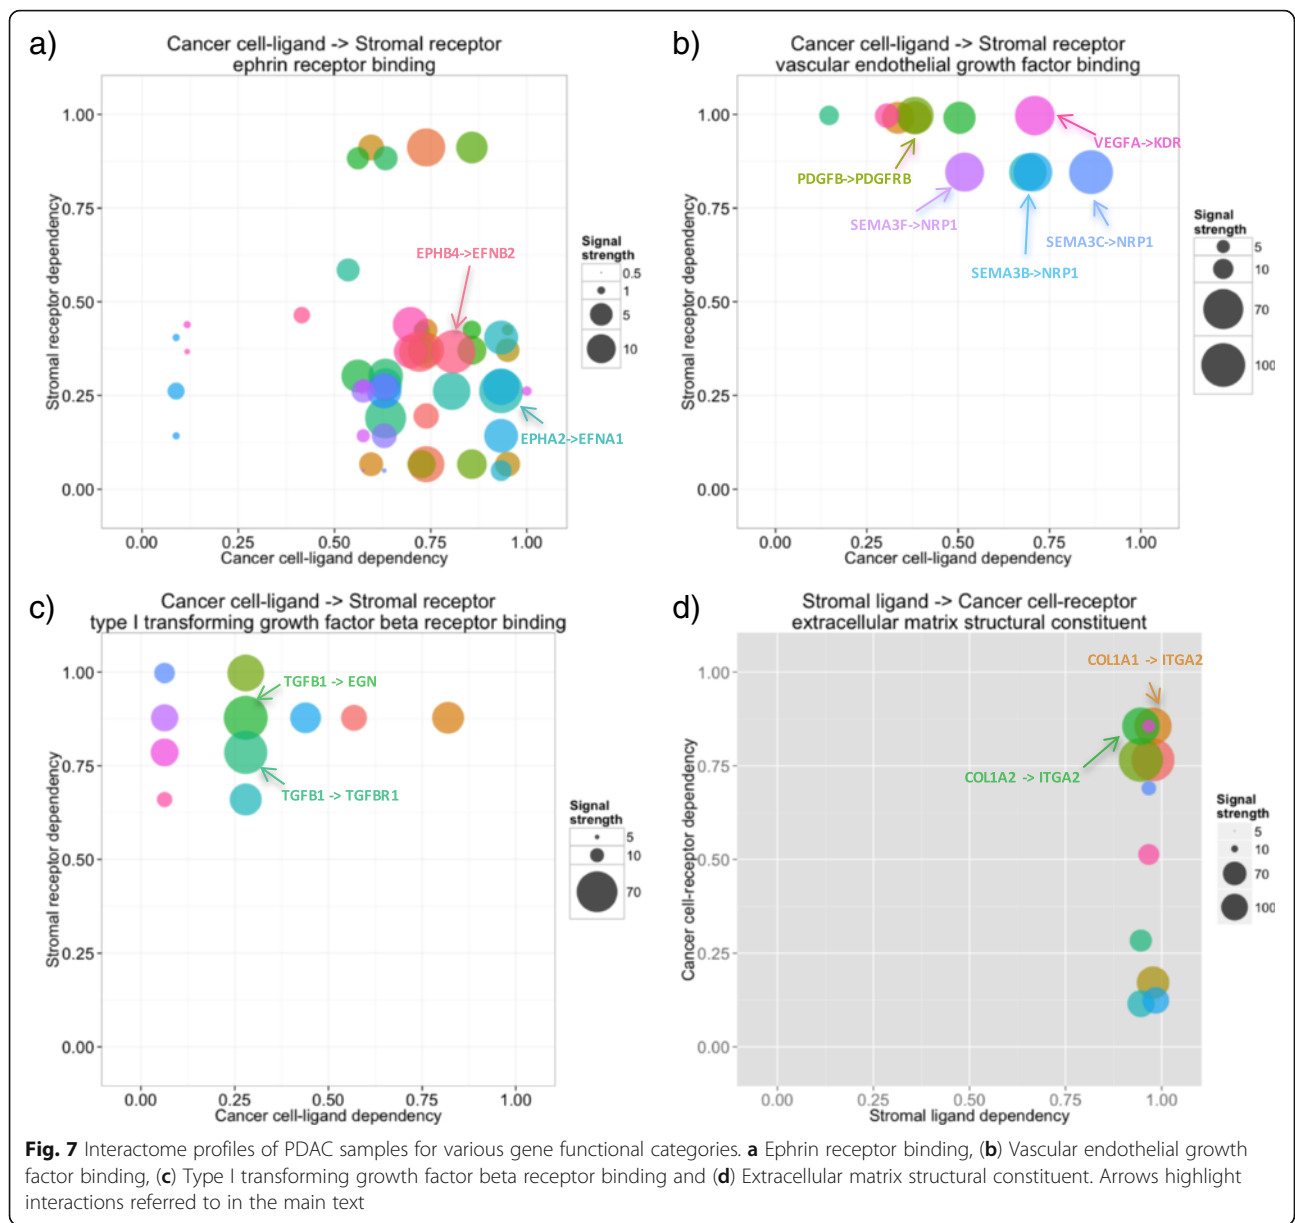 a)
Cancer cell-ligand -> Stromal receptor
ephrin receptor binding
1.00
0.75
0.50
0.25
0.00
Stromal receptor dependency
EPHB4->EFNB2
EPHA2->EFNA1
0.00 0.25 0.50 0.75 1.00
Cancer cell-ligand dependency
Signal
strength
0.5
1
5
10
b)
Cancer cell-ligand -> Stromal receptor
vascular endothelial growth factor binding
1.00
0.75
0.50
0.25
0.00
Stromal receptor dependency
VEGFA->KDR
PDGFB->PDGFRB
SEMA3F->NRP1
SEMA3C->NRP1
SEMA3B->NRP1
0.00 0.25 0.50 0.75 1.00
Cancer cell-ligand dependency
Signal
strength
5
10
70
100
c)
Cancer cell-ligand -> Stromal receptor
type I transforming growth factor beta receptor binding
1.00
0.75
0.50
0.25
0.00
Stromal receptor dependency
TGFB1 -> EGN
TGFB1 -> TGFBR1
0.00 0.25 0.50 0.75 1.00
Cancer cell-ligand dependency
Signal
strength
5
10
70
d)
Stromal ligand -> Cancer cell-receptor
extracellular matrix structural constituent
1.00
0.75
0.50
0.25
0.00
Cancer cell-receptor dependency
COL1A1 -> ITGA2
COL1A2 -> ITGA2
0.00 0.25 0.50 0.75 1.00
Stromal ligand dependency
Signal
strength
5
10
70
100
Fig. 7 Interactome profiles of PDAC samples for various gene functional categories. a Ephrin receptor binding, (b) Vascular endothelial growth
factor binding, (c) Type I transforming growth factor beta receptor binding and (d) Extracellular matrix structural constituent. Arrows highlight
interactions referred to in the main text